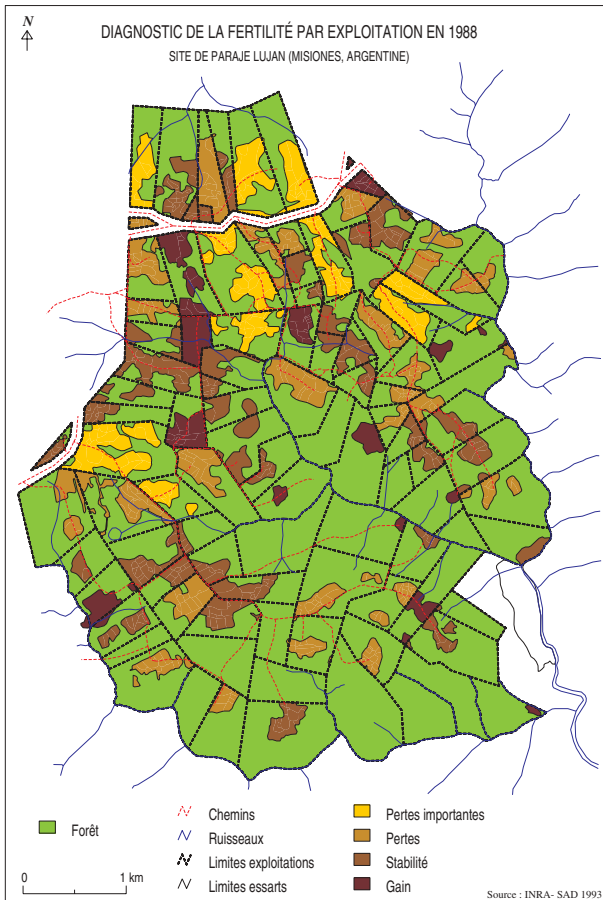 N
DIAGNOSTIC DE LA FERTILITÉ PAR EXPLOITATION EN 1988
SITE DE PARAJE LUJAN (MISIONES, ARGENTINE)
Forêt
Chemins
Ruisseaux
Limites exploitations
Limites essarts
Pertes importantes
Pertes
Stabilité
Gain
0 1 km
Source : INRA- SAD 1993